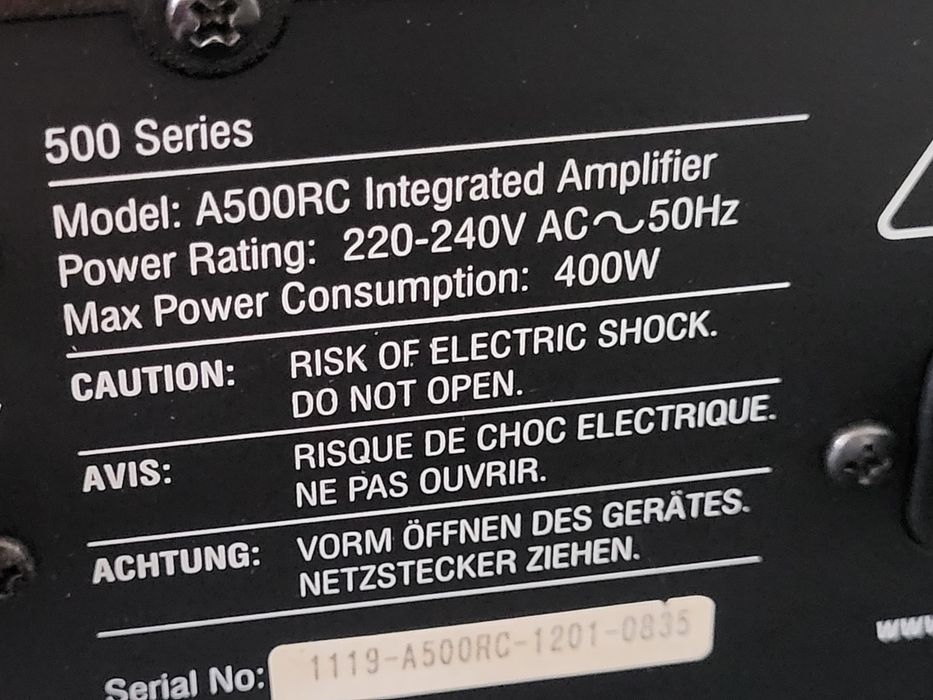 500 Series
Model: A500RC Integrated Amplifier
Power Rating: 220-240V AC～50Hz
Max Power Consumption: 400W
CAUTION: RISK OF ELECTRIC SHOCK.
DO NOT OPEN.
AVIS: RISQUE DE CHOC ELECTRIQUE.
NE PAS OUVRIR.
ACHTUNG: VORM ÖFFNEN DES GERÄTES.
NETZSTECKER ZIEHEN.
Serial No: 1119-A500RC-1201-0835
www